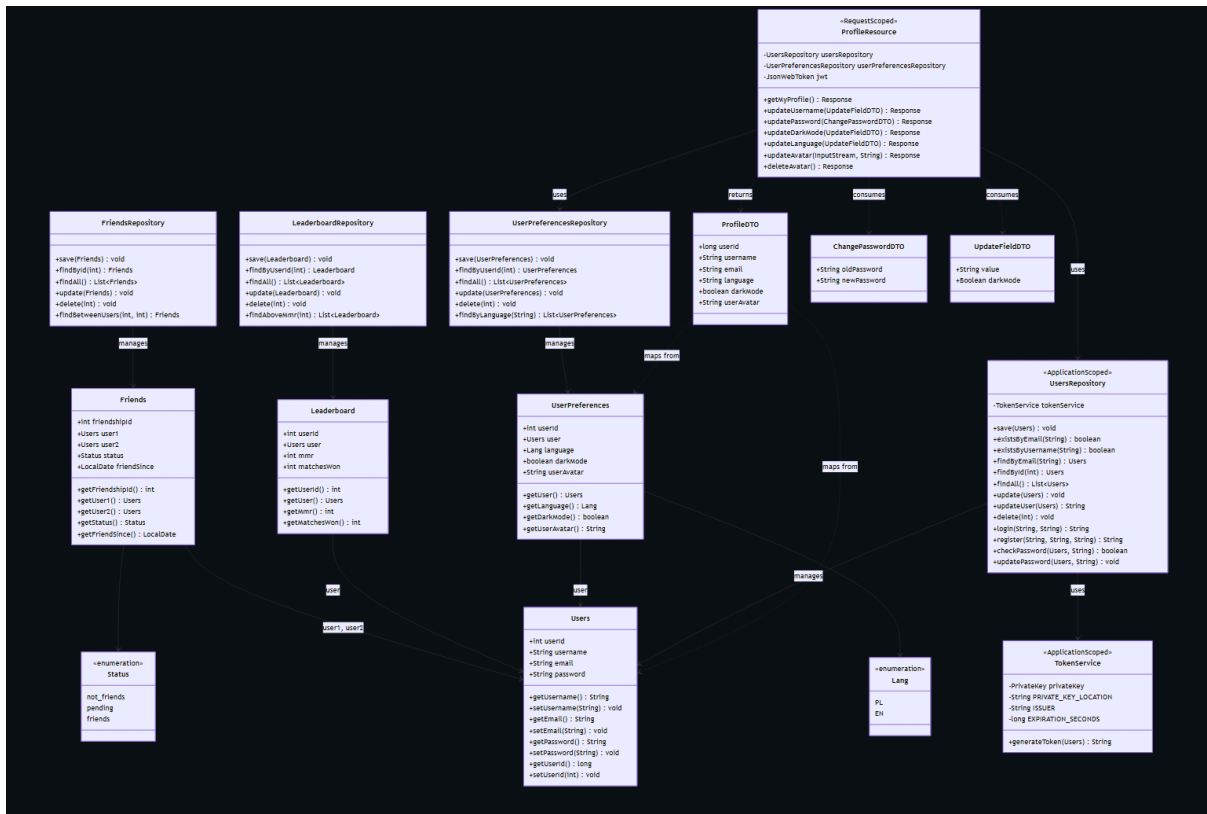 «RequestScoped»
ProfileResource
-UsersRepository usersRepository
-UserPreferencesRepository userPreferencesRepository
-JsonWebToken jwt
+getMyProfile() : Response
+updateUsername(UpdateFieldDTO) : Response
+updatePassword(ChangePasswordDTO) : Response
+updateDarkMode(UpdateFieldDTO) : Response
+updateLanguage(UpdateFieldDTO) : Response
+updateAvatar(InputStream, String) : Response
+deleteAvatar() : Response
uses
returns
consumes
consumes
uses
FriendsRepository
+save(Friends) : void
+findById(int) : Friends
+findAll() : List<Friends>
+update(Friends) : void
+delete(int) : void
+findBetweenUsers(int, int) : Friends
LeaderboardRepository
+save(Leaderboard) : void
+findByUserId(int) : Leaderboard
+findAll() : List<Leaderboard>
+update(Leaderboard) : void
+delete(int) : void
+findAboveMmr(int) : List<Leaderboard>
UserPreferencesRepository
+save(UserPreferences) : void
+findByUserId(int) : UserPreferences
+findAll() : List<UserPreferences>
+update(UserPreferences) : void
+delete(int) : void
+findByLanguage(String) : List<UserPreferences>
ProfileDTO
+long userId
+String username
+String email
+String language
+boolean darkMode
+String userAvatar
ChangePasswordDTO
+String oldPassword
+String newPassword
UpdateFieldDTO
+String value
+Boolean darkMode
manages
manages
manages
maps from
maps from
Friends
+int friendshipId
+Users user1
+Users user2
+Status status
+LocalDate friendSince
+getFriendshipId() : int
+getUser1() : Users
+getUser2() : Users
+getStatus() : Status
+getFriendSince() : LocalDate
Leaderboard
+int userId
+Users user
+int mmr
+int matchesWon
+getUserId() : int
+getUser() : Users
+getMmr() : int
+getMatchesWon() : int
UserPreferences
+int userId
+Users user
+Lang language
+boolean darkMode
+String userAvatar
+getUser() : Users
+getLanguage() : Lang
+getDarkMode() : boolean
+getUserAvatar() : String
«ApplicationScoped»
UsersRepository
-TokenService tokenService
+save(Users) : void
+existsByEmail(String) : boolean
+existsByUsername(String) : boolean
+findByEmail(String) : Users
+findById(int) : Users
+findAll() : List<Users>
+update(Users) : void
+updateUser(Users) : String
+delete(int) : void
+login(String, String) : String
+register(String, String, String) : String
+checkPassword(Users, String) : boolean
+updatePassword(Users, String) : void
user
user1, user2
user
manages
uses
«enumeration»
Status
not_friends
pending
friends
Users
+int userId
+String username
+String email
+String password
+getUsername() : String
+setUsername(String) : void
+getEmail() : String
+setEmail(String) : void
+getPassword() : String
+setPassword(String) : void
+getUserId() : long
+setUserId(int) : void
«enumeration»
Lang
PL
EN
«ApplicationScoped»
TokenService
-PrivateKey privateKey
-String PRIVATE_KEY_LOCATION
-String ISSUER
-long EXPIRATION_SECONDS
+generateToken(Users) : String